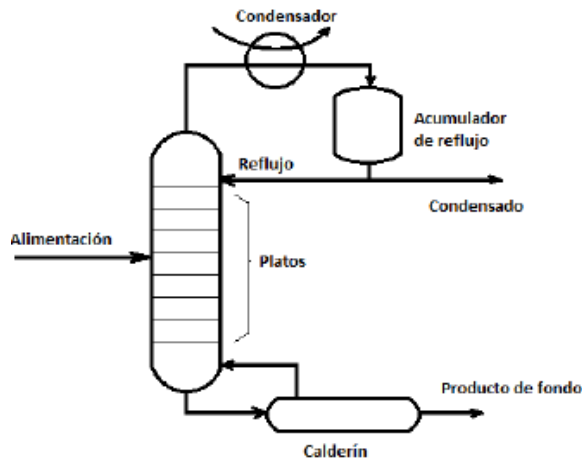 Condensador
Acumulador
de reflujo
Reflujo
Condensado
Alimentación
Platos
Producto de fondo
Calderín